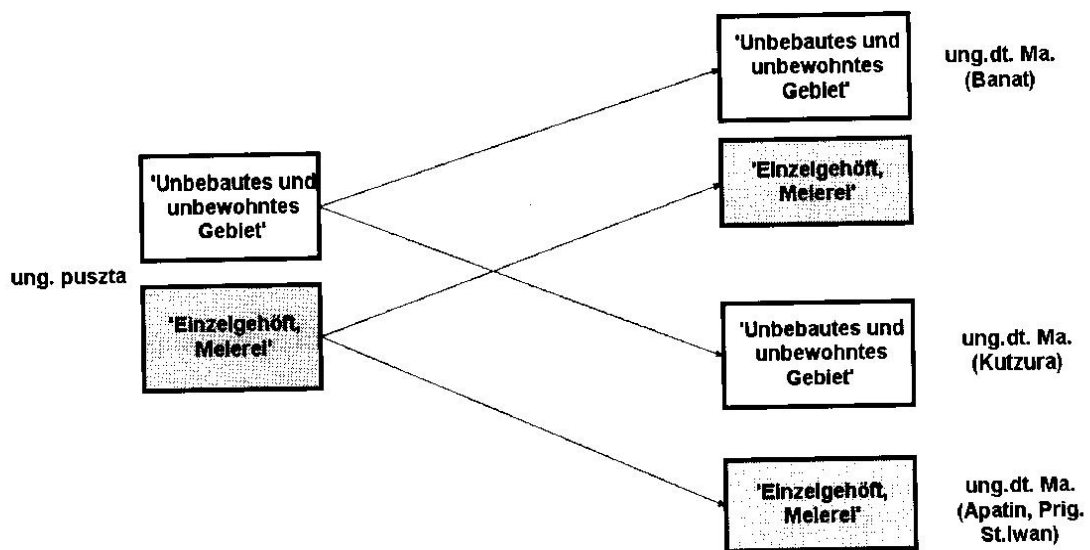 ung. puszta
'Unbebautes und
unbewohntes
Gebiet'
'Einzelgehöft,
Meierei'
'Unbebautes und
unbewohntes
Gebiet'
ung.dt. Ma.
(Banat)
'Einzelgehöft,
Meierei'
'Unbebautes und
unbewohntes
Gebiet'
ung.dt. Ma.
(Kutzura)
'Einzelgehöft,
Meierei'
ung.dt. Ma.
(Apatin, Prig.
St.Iwan)